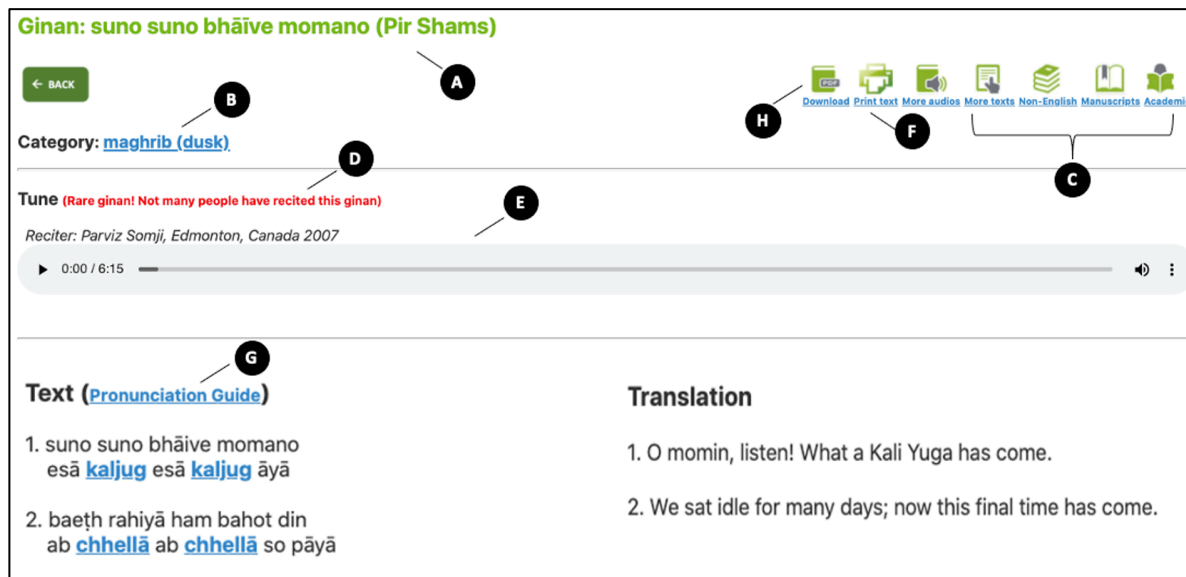 Ginan: suno suno bhāīve momano (Pir Shams)
A
← BACK
B
H
Download Print text More audios More texts Non-English Manuscripts Academi
F
C
Category: maghrib (dusk)
D
Tune (Rare ginan! Not many people have recited this ginan)
E
Reciter: Parviz Somji, Edmonton, Canada 2007
0:00 / 6:15
G
Text (Pronunciation Guide)
1. suno suno bhāive momano
esā kaljug esā kaljug āyā
2. baeṭh rahiyā ham bahot din
ab chhellā ab chhellā so pāyā
Translation
1. O momin, listen! What a Kali Yuga has come.
2. We sat idle for many days; now this final time has come.